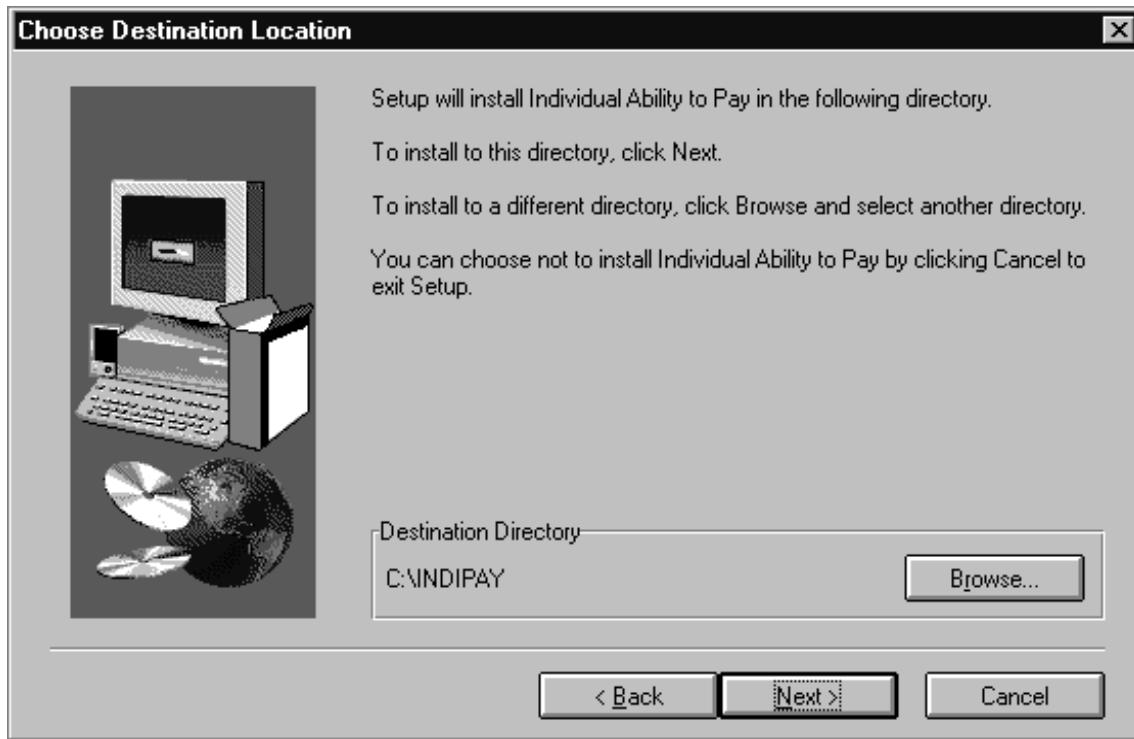 Choose Destination Location
Setup will install Individual Ability to Pay in the following directory.
To install to this directory, click Next.
To install to a different directory, click Browse and select another directory.
You can choose not to install Individual Ability to Pay by clicking Cancel to
exit Setup.
Destination Directory
C:\INDIPAY
Browse...
< Back
Next >
Cancel